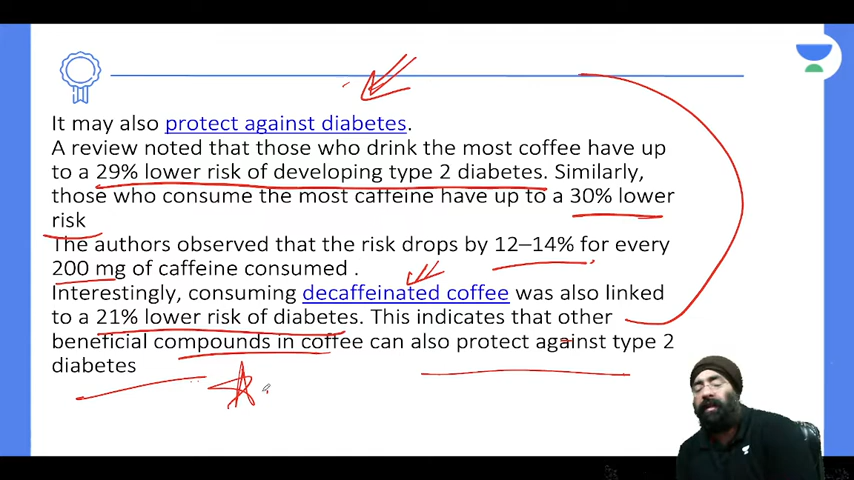 It may also protect against diabetes.
A review noted that those who drink the most coffee have up
to a 29% lower risk of developing type 2 diabetes. Similarly,
those who consume the most caffeine have up to a 30% lower
risk
The authors observed that the risk drops by 12–14% for every
200 mg of caffeine consumed .
Interestingly, consuming decaffeinated coffee was also linked
to a 21% lower risk of diabetes. This indicates that other
beneficial compounds in coffee can also protect against type 2
diabetes